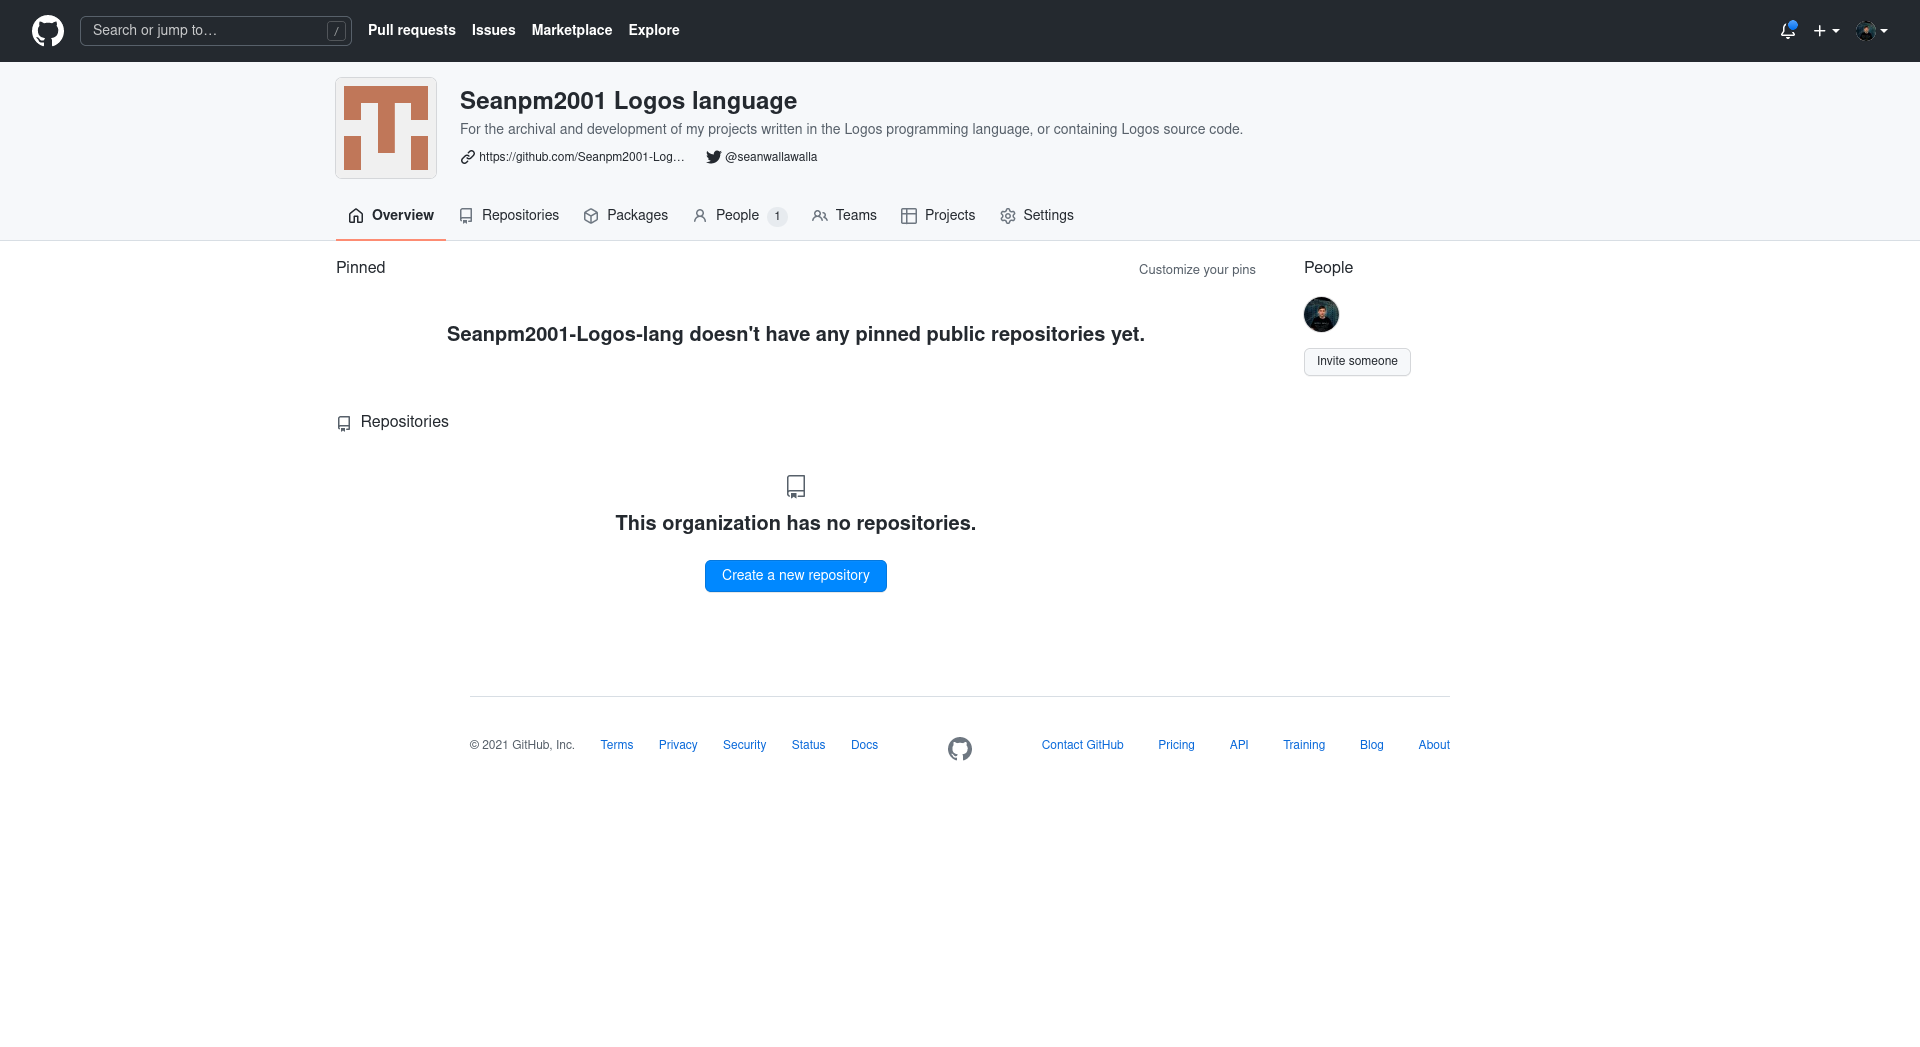 Search or jump to… /
Pull requests
Issues
Marketplace
Explore
Seanpm2001 Logos language
For the archival and development of my projects written in the Logos programming language, or containing Logos source code.
https://github.com/Seanpm2001-Log…
@seanwallawalla
Overview
Repositories
Packages
People 1
Teams
Projects
Settings
Pinned
Customize your pins
Seanpm2001-Logos-lang doesn't have any pinned public repositories yet.
People
Invite someone
Repositories
This organization has no repositories.
Create a new repository
© 2021 GitHub, Inc.
Terms
Privacy
Security
Status
Docs
Contact GitHub
Pricing
API
Training
Blog
About